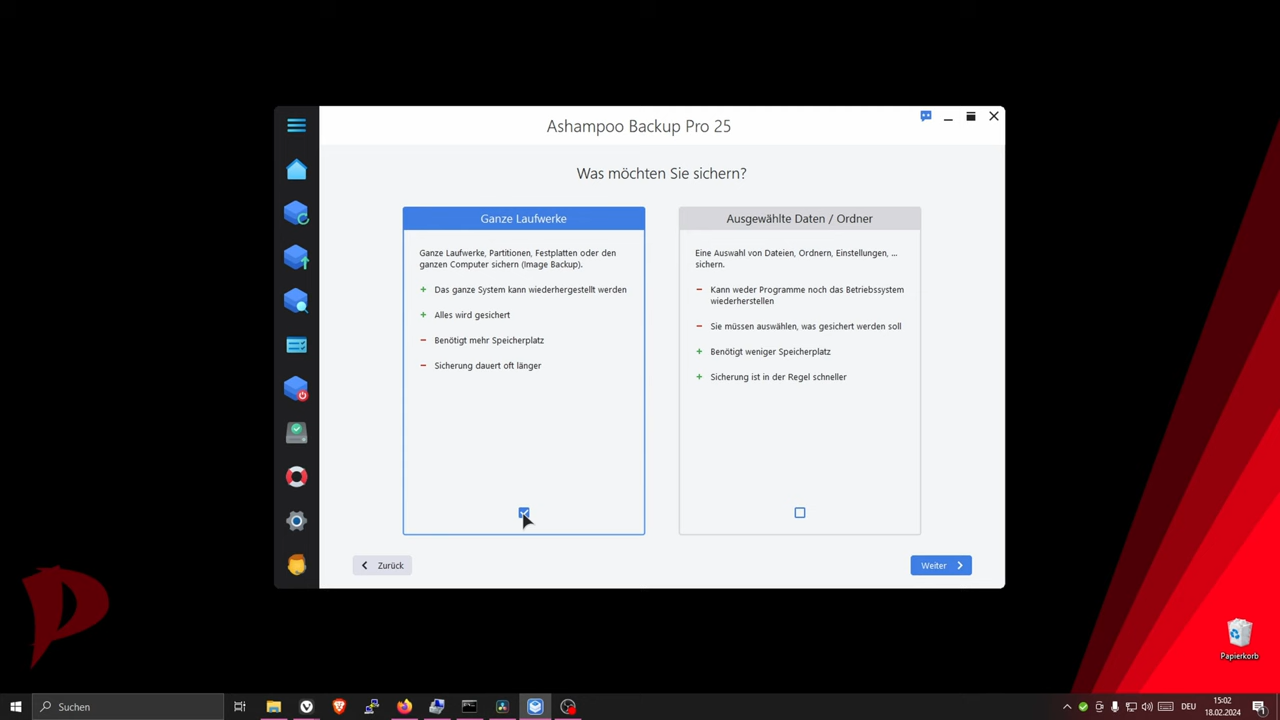 Ashampoo Backup Pro 25
Was möchten Sie sichern?
Ganze Laufwerke
Ganze Laufwerke, Partitionen, Festplatten oder den
ganzen Computer sichern (Image Backup).
+ Das ganze System kann wiederhergestellt werden
+ Alles wird gesichert
− Benötigt mehr Speicherplatz
− Sicherung dauert oft länger
Ausgewählte Daten / Ordner
Eine Auswahl von Dateien, Ordnern, Einstellungen, ...
sichern.
− Kann weder Programme noch das Betriebssystem
wiederherstellen
− Sie müssen auswählen, was gesichert werden soll
+ Benötigt weniger Speicherplatz
+ Sicherung ist in der Regel schneller
Zurück
Weiter
P
Papierkorb
Suchen
DEU
15:02
18.02.2024
1